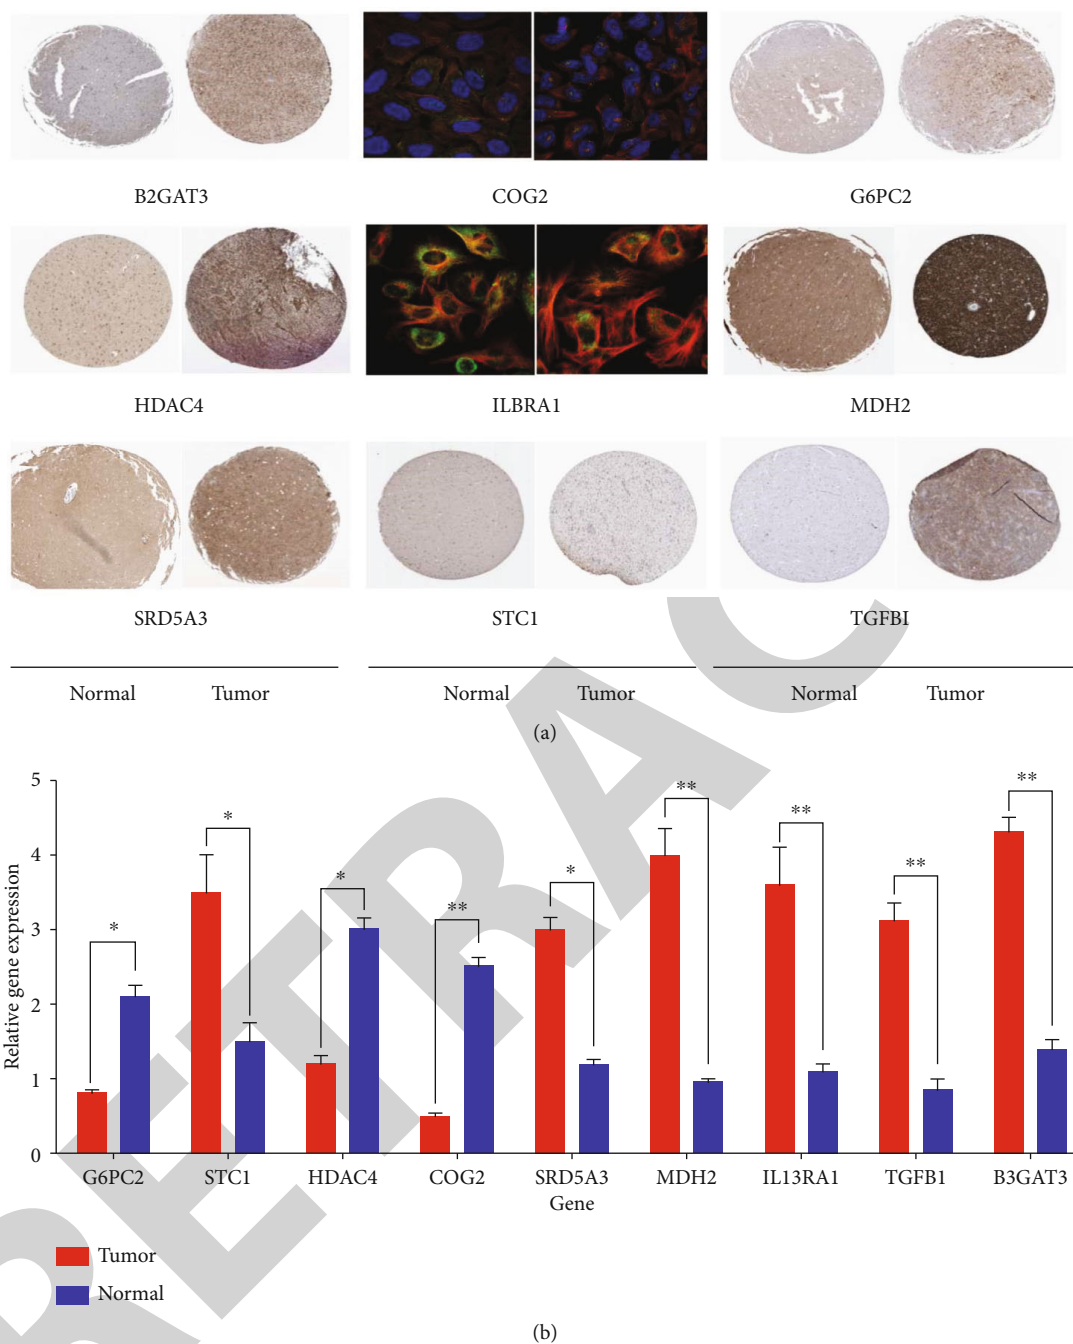 B2GAT3 COG2 G6PC2
HDAC4 ILBRA1 MDH2
SRD5A3 STC1 TGFBI
Normal Tumor Normal Tumor Normal Tumor
(a)
Relative gene expression
5
4
3
2
1
0
* * * ** * ** ** ** **
G6PC2 STC1 HDAC4 COG2 SRD5A3 MDH2 IL13RA1 TGFB1 B3GAT3
Gene
Tumor
Normal
(b)
RETRAC